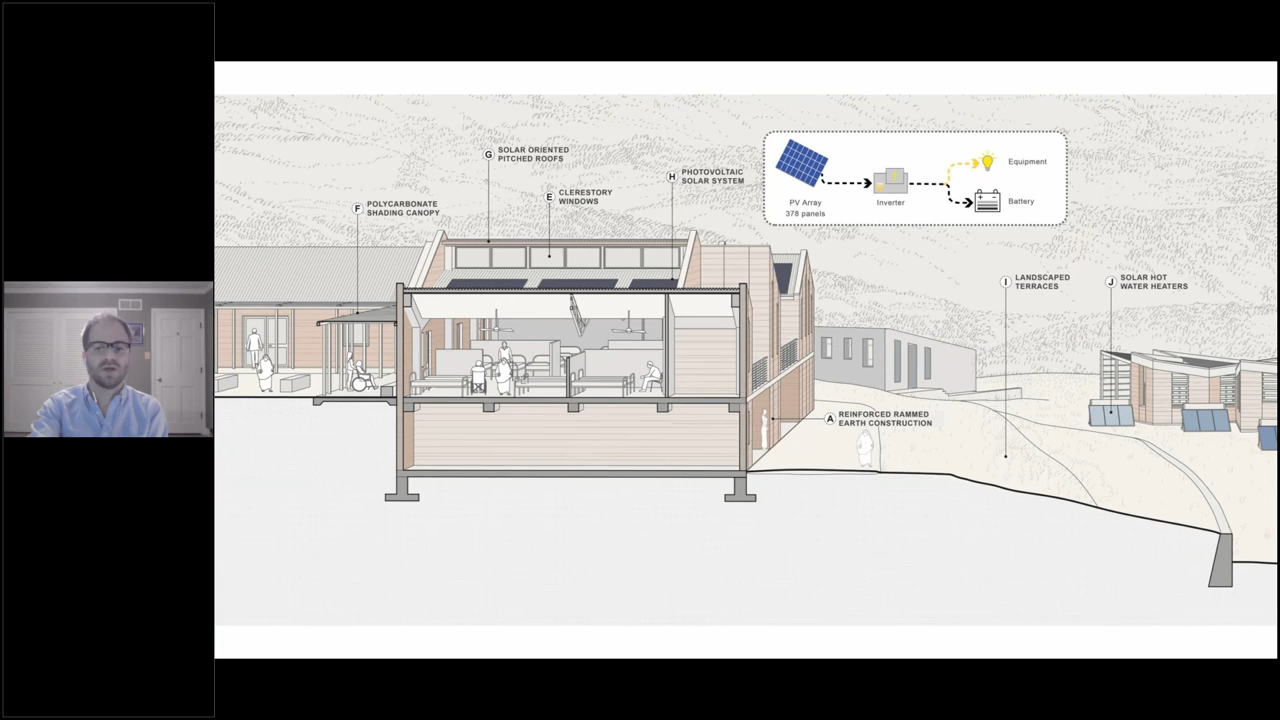 G SOLAR ORIENTED
PITCHED ROOFS
H PHOTOVOLTAIC
SOLAR SYSTEM
E CLERESTORY
WINDOWS
F POLYCARBONATE
SHADING CANOPY
PV Array
378 panels
Inverter
Equipment
Battery
I LANDSCAPED
TERRACES
J SOLAR HOT
WATER HEATERS
A REINFORCED RAMMED
EARTH CONSTRUCTION